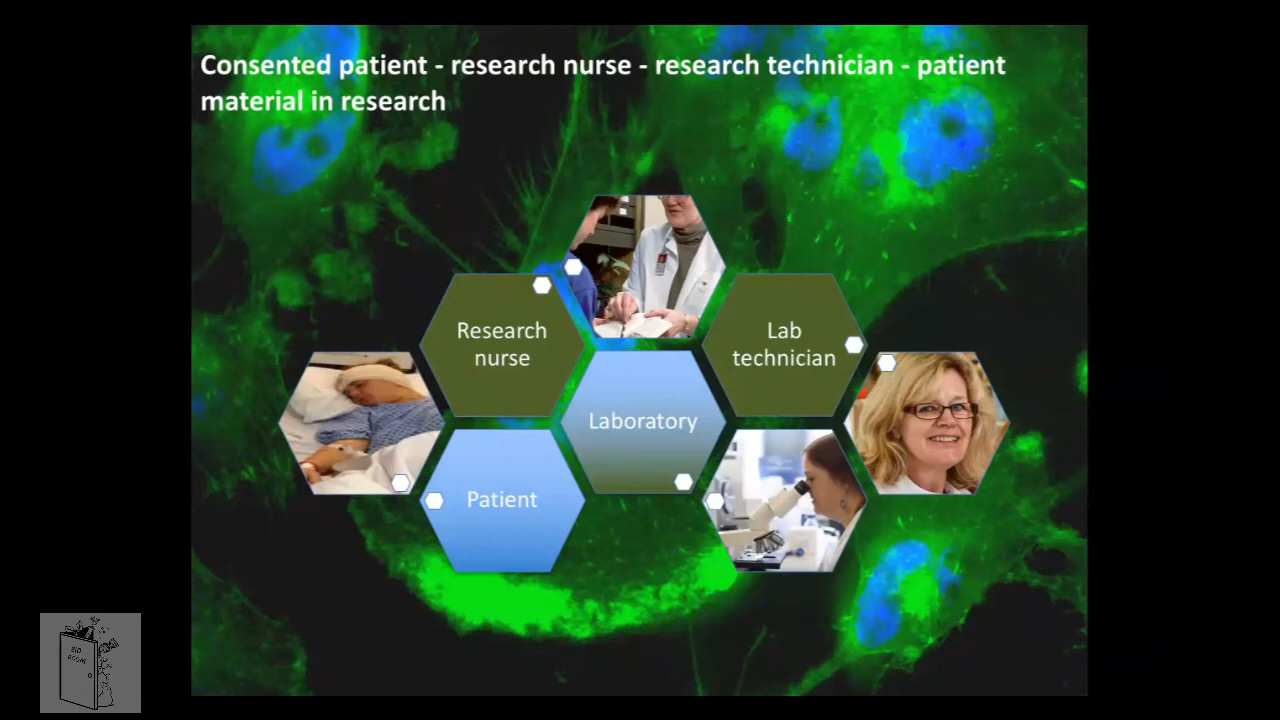 Consented patient - research nurse - research technician - patient
material in research
Research
nurse
Lab
technician
Laboratory
Patient